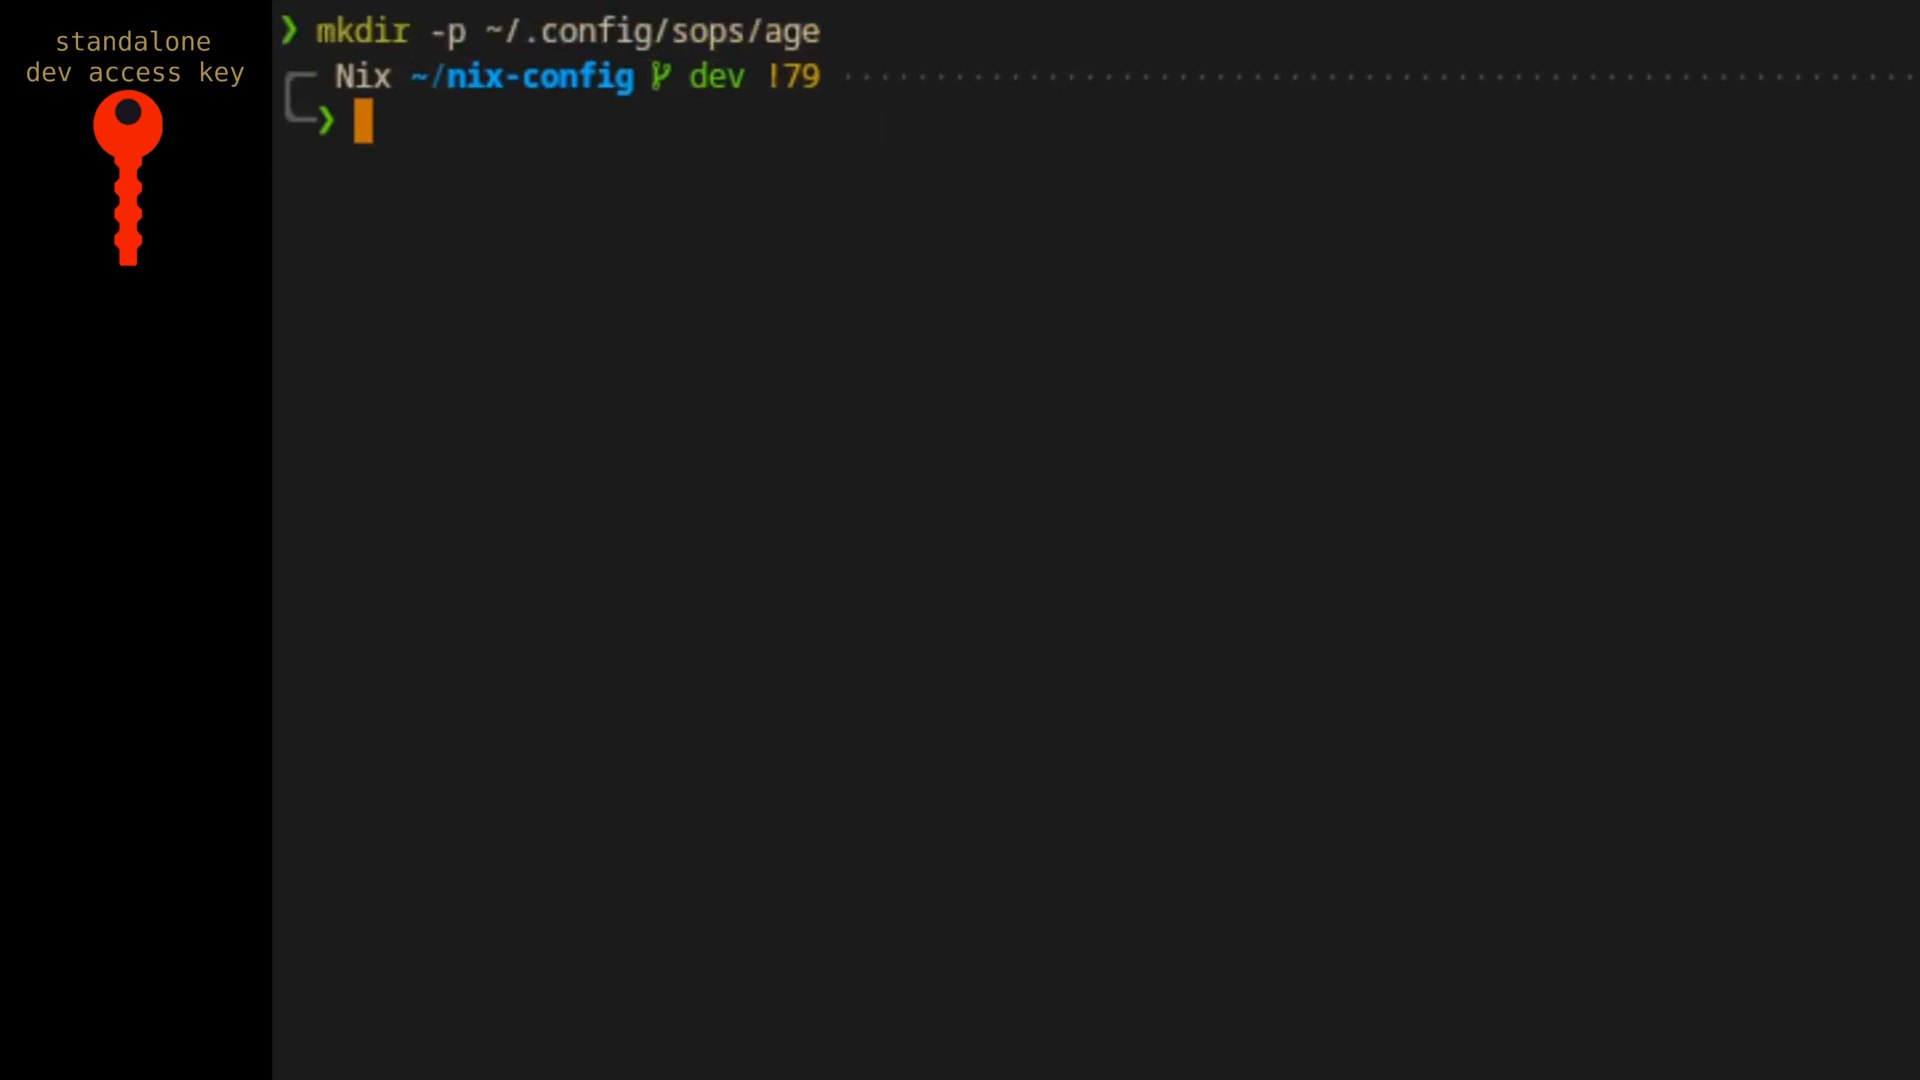 standalone
dev access key
❯ mkdir -p ~/.config/sops/age
Nix ~/nix-config dev !79
❯